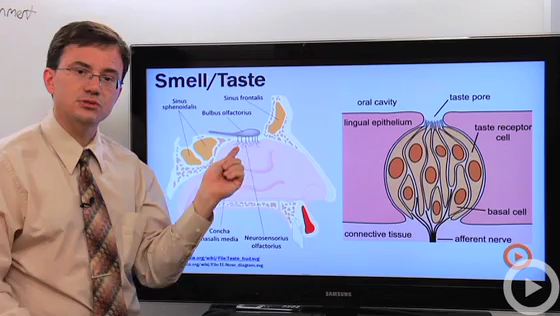 Smell/Taste
Sinus
sphenoidalis
Sinus frontalis
Bulbus olfactorius
Concha
nasalis media
Neurosensorius
olfactorius
oral cavity
taste pore
lingual epithelium
taste receptor
cell
basal cell
connective tissue
afferent nerve
SAMSUNG